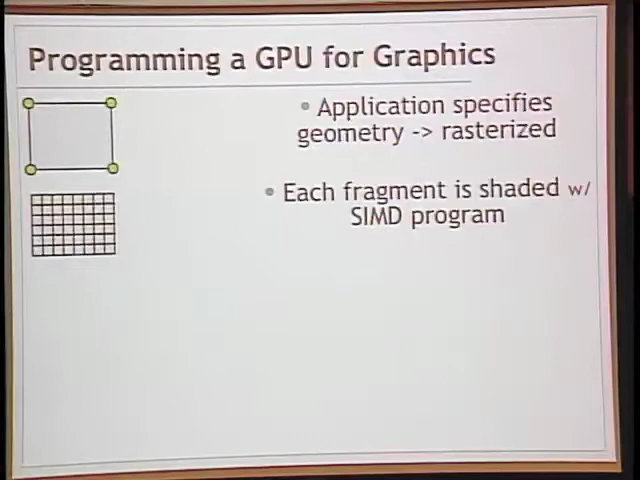 Programming a GPU for Graphics
• Application specifies
geometry -> rasterized
• Each fragment is shaded w/
SIMD program